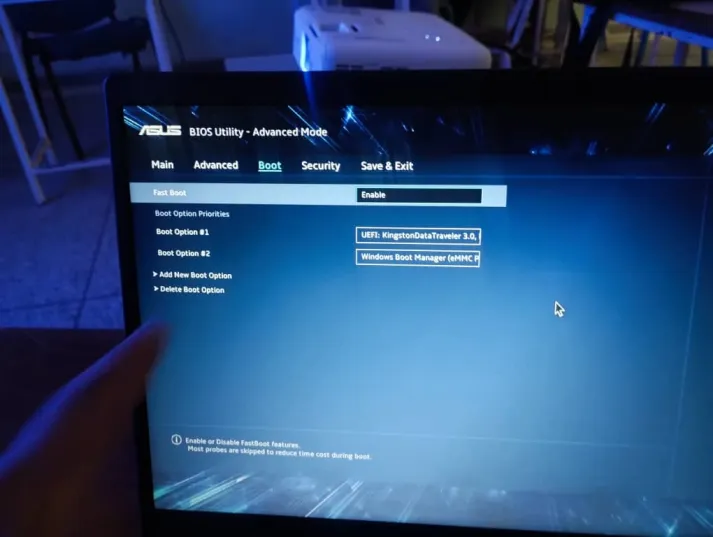 ASUS BIOS Utility - Advanced Mode
Main Advanced Boot Security Save & Exit
Fast Boot Enable
Boot Option Priorities
Boot Option #1 UEFI: KingstonDataTraveler 3.0,
Boot Option #2 Windows Boot Manager (eMMC P
> Add New Boot Option
> Delete Boot Option
Enable or Disable FastBoot features.
Most probes are skipped to reduce time cost during boot.